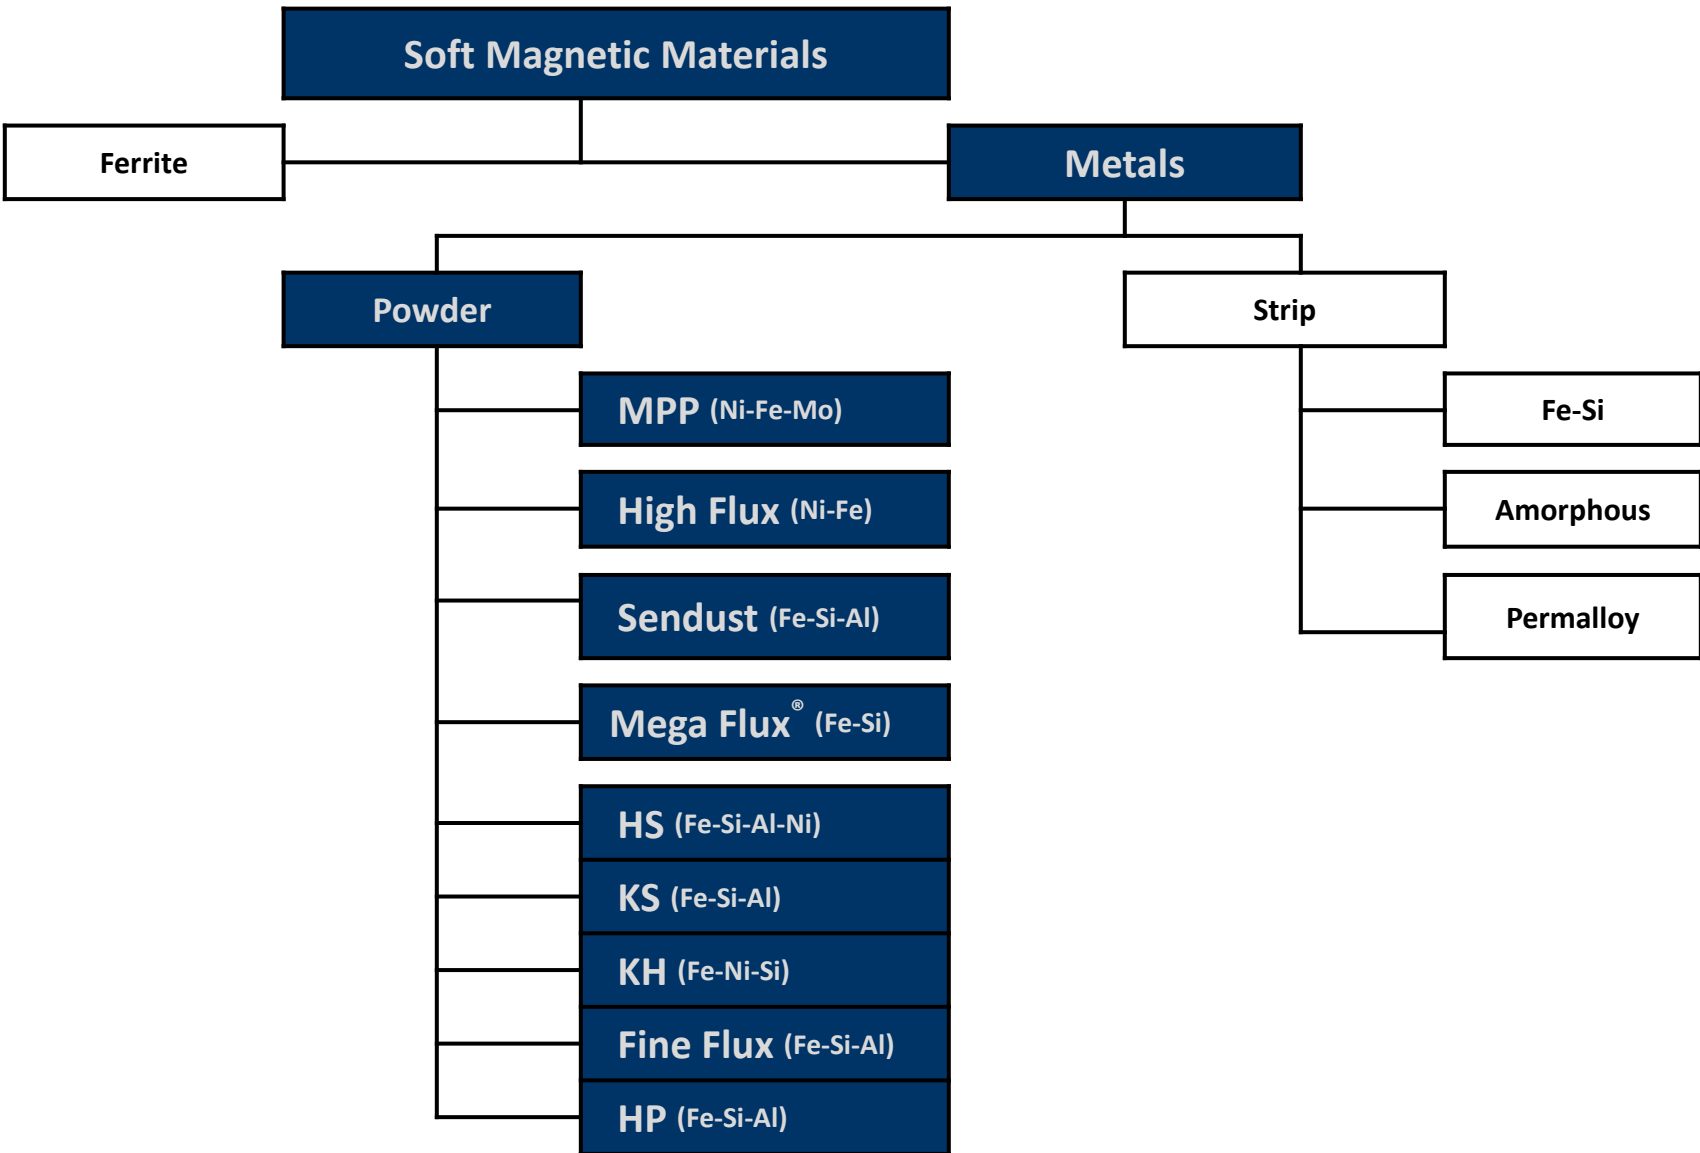 Soft Magnetic Materials
Ferrite
Metals
Powder
Strip
MPP (Ni-Fe-Mo)
Fe-Si
High Flux (Ni-Fe)
Amorphous
Sendust (Fe-Si-Al)
Permalloy
Mega Flux® (Fe-Si)
HS (Fe-Si-Al-Ni)
KS (Fe-Si-Al)
KH (Fe-Ni-Si)
Fine Flux (Fe-Si-Al)
HP (Fe-Si-Al)